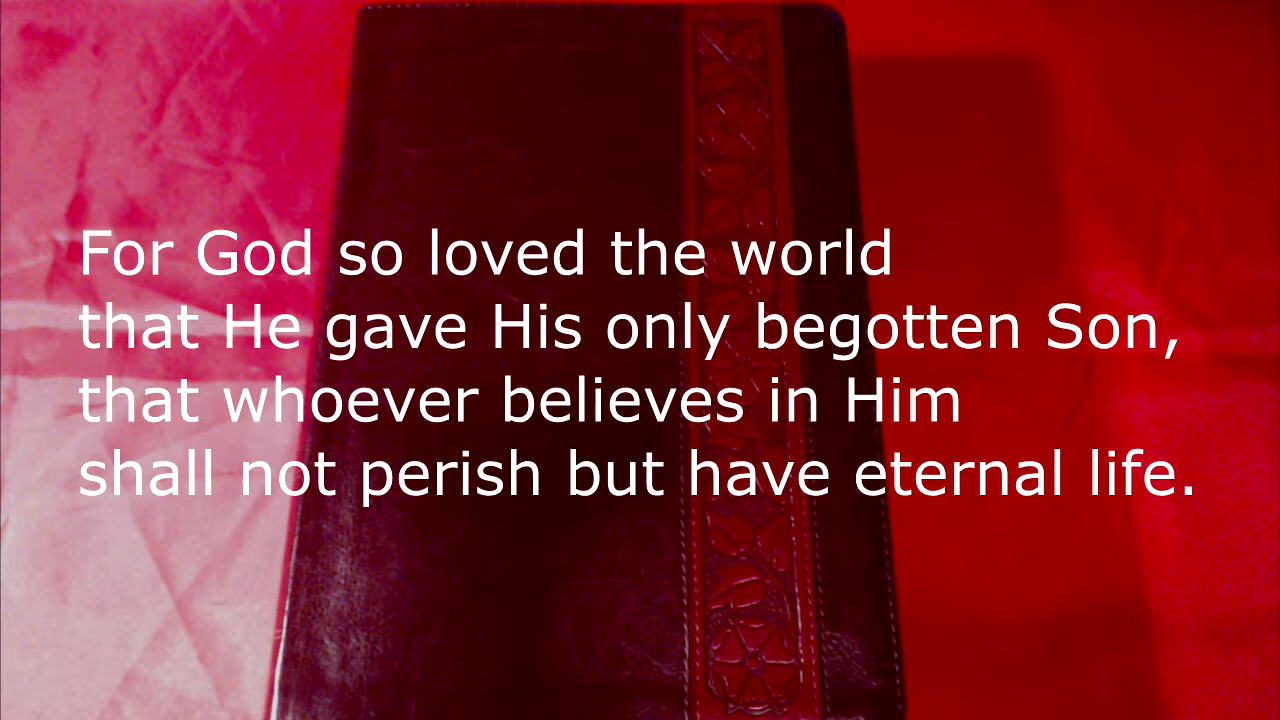 For God so loved the world
that He gave His only begotten Son,
that whoever believes in Him
shall not perish but have eternal life.